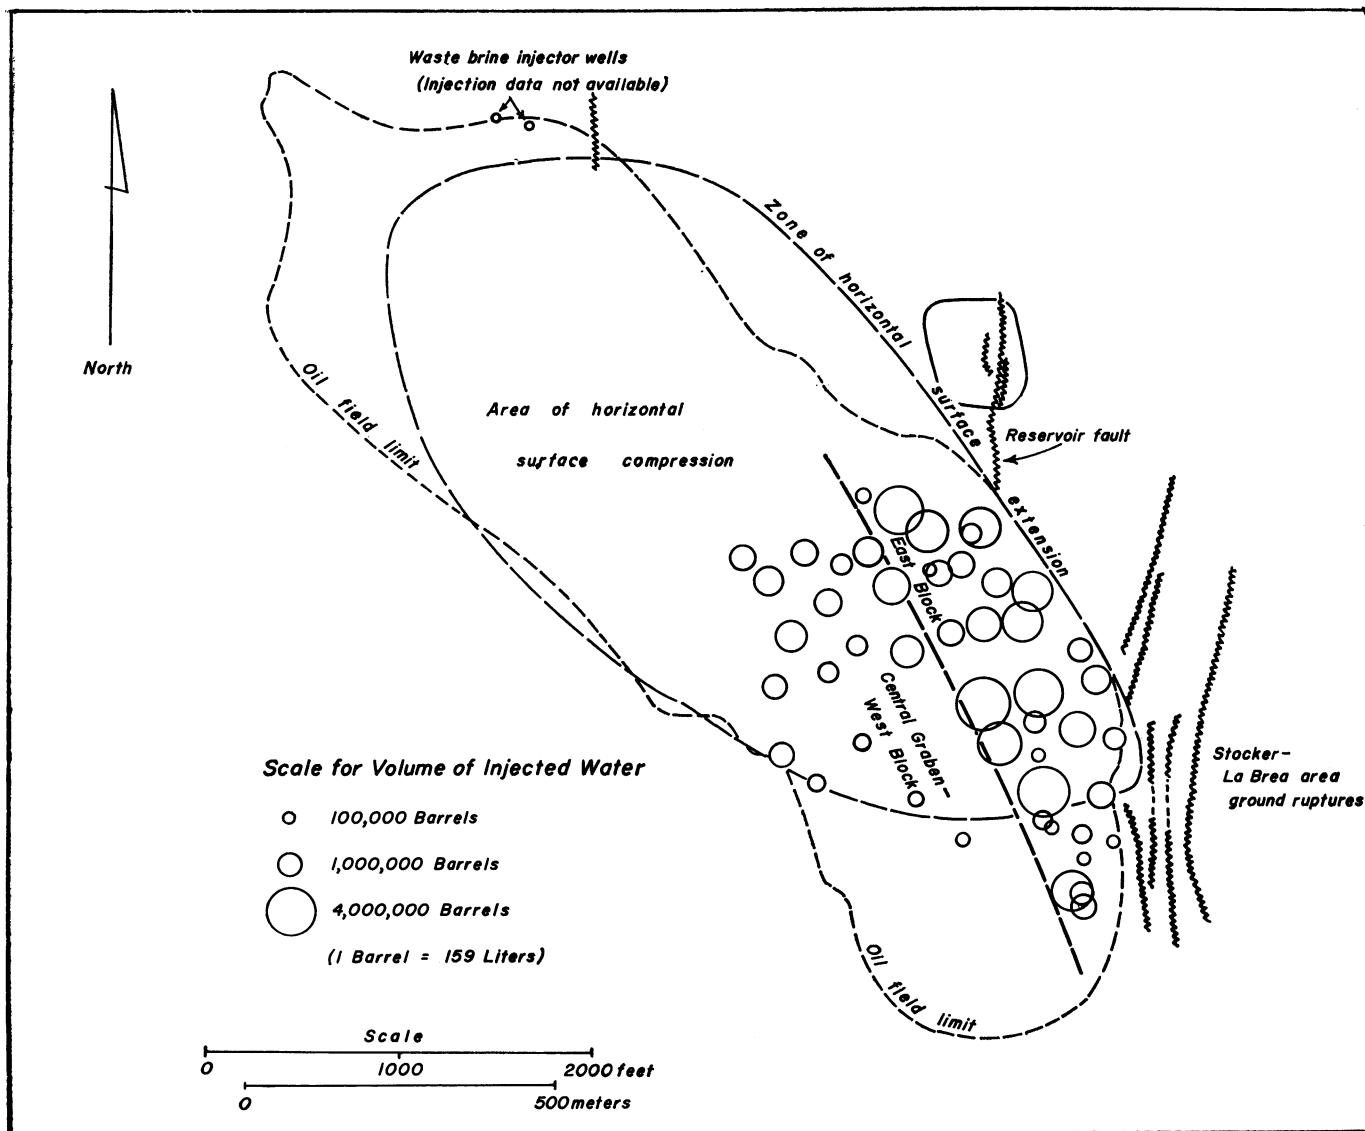 Waste brine injector wells
(Injection data not available)
North
Zone of horizontal surface extension
Oil field limit
Area of horizontal
surface compression
Reservoir fault
East Block
Central Graben-
West Block
Stocker-
La Brea area
ground ruptures
Scale for Volume of Injected Water
100,000 Barrels
1,000,000 Barrels
4,000,000 Barrels
(1 Barrel = 159 Liters)
Oil field limit
Scale
0 1000 2000 feet
0 500 meters